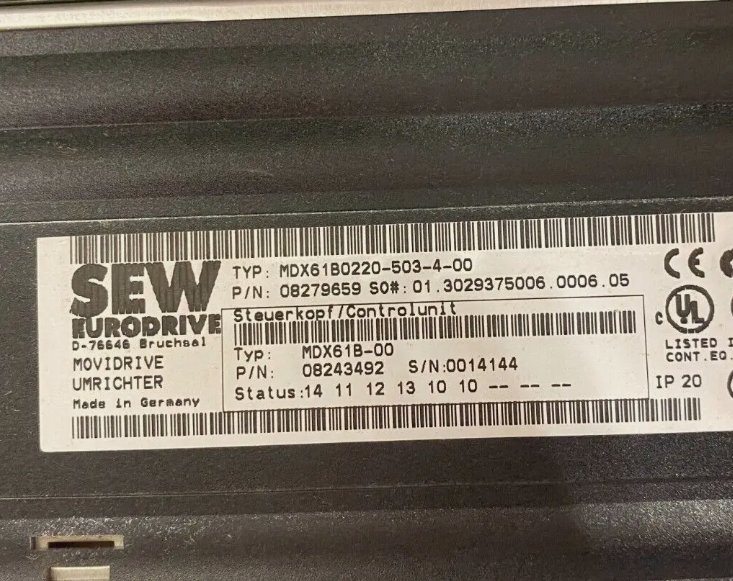 SEW
EURODRIVE
D-76646 Bruchsal
MOVIDRIVE
UMRICHTER
Made in Germany
TYP: MDX61B0220-503-4-00
P/N: 08279659 SO#: 01.3029375006.0006.05
Steuerkopf/Controlunit
Typ: MDX61B-00
P/N: 08243492 S/N:0014144
Status:14 11 12 13 10 10 -- -- --
CE
c UL
LISTED
CONT.EQ.
IP 20